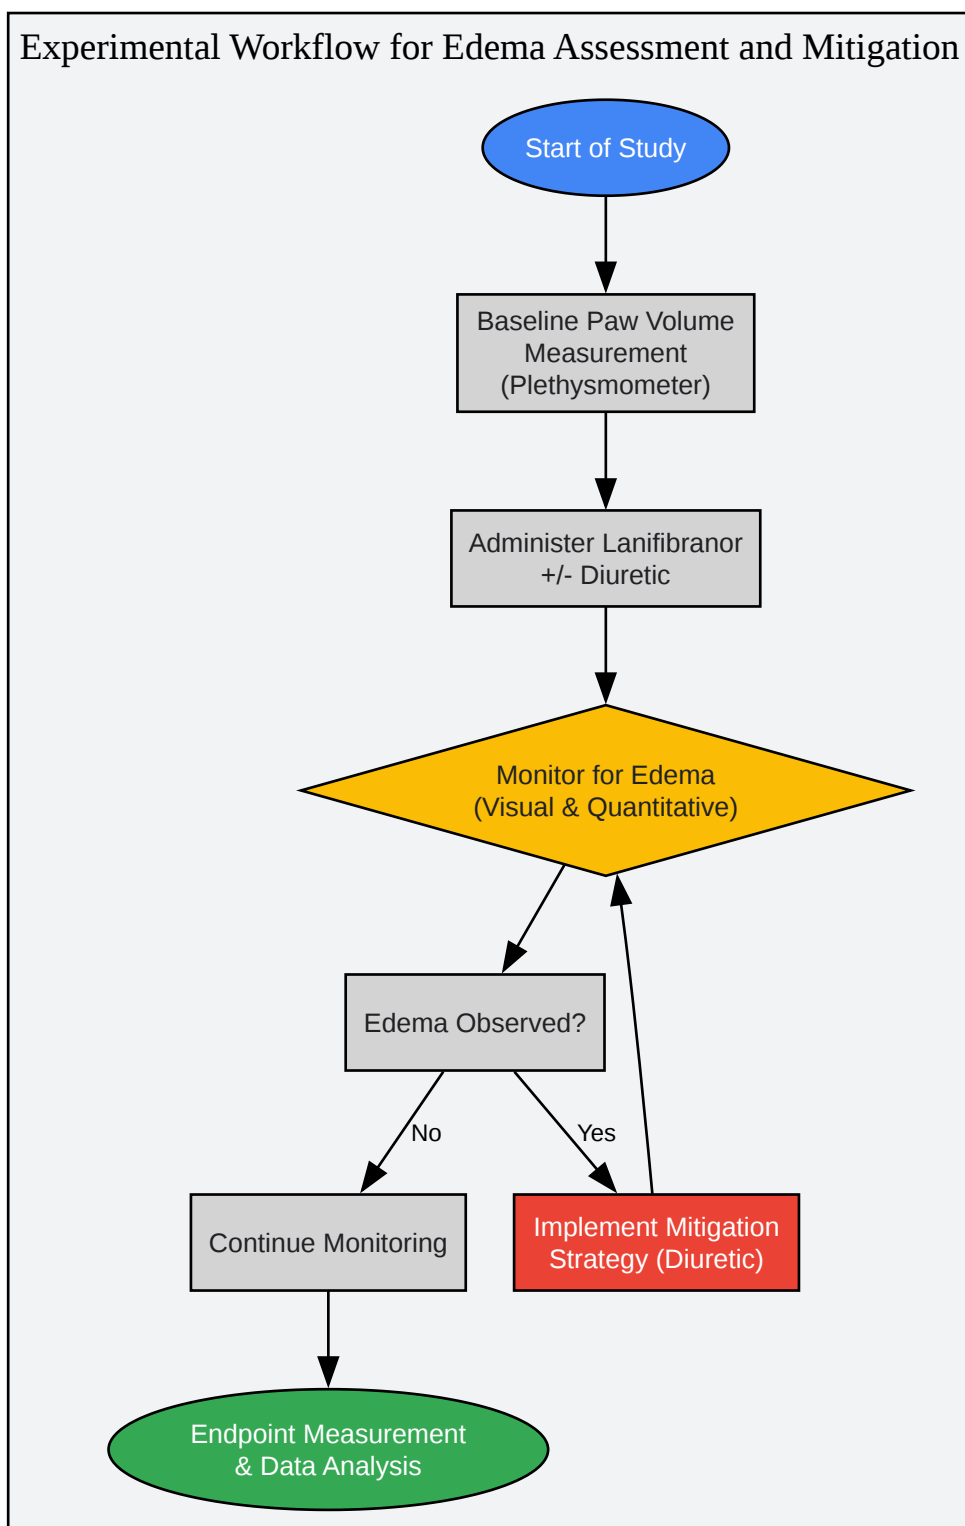 Experimental Workflow for Edema Assessment and Mitigation
Start of Study
Baseline Paw Volume
Measurement
(Plethysmometer)
Administer Lanifibranor
+/- Diuretic
Monitor for Edema
(Visual & Quantitative)
Edema Observed?
No
Yes
Continue Monitoring
Implement Mitigation
Strategy (Diuretic)
Endpoint Measurement
& Data Analysis